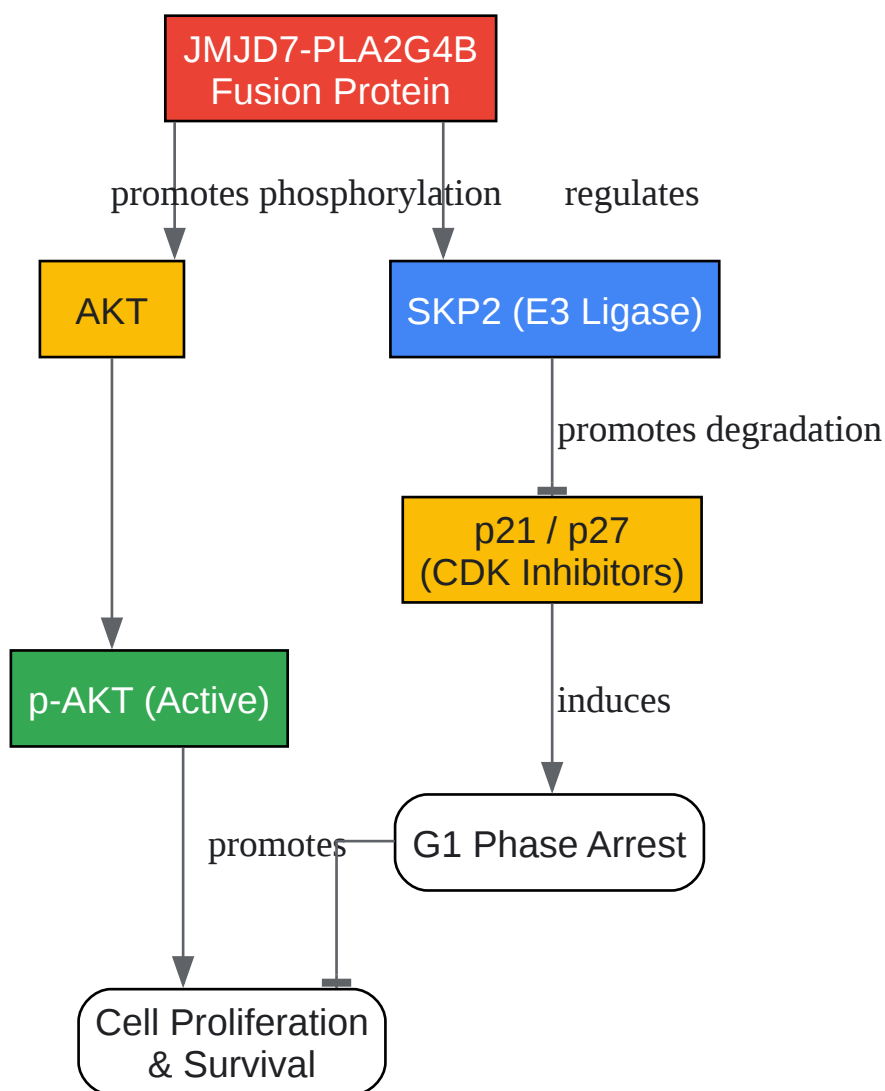 JMJD7-PLA2G4B
Fusion Protein
promotes phosphorylation
regulates
AKT
SKP2 (E3 Ligase)
promotes degradation
p21 / p27
(CDK Inhibitors)
p-AKT (Active)
induces
promotes
G1 Phase Arrest
Cell Proliferation
& Survival